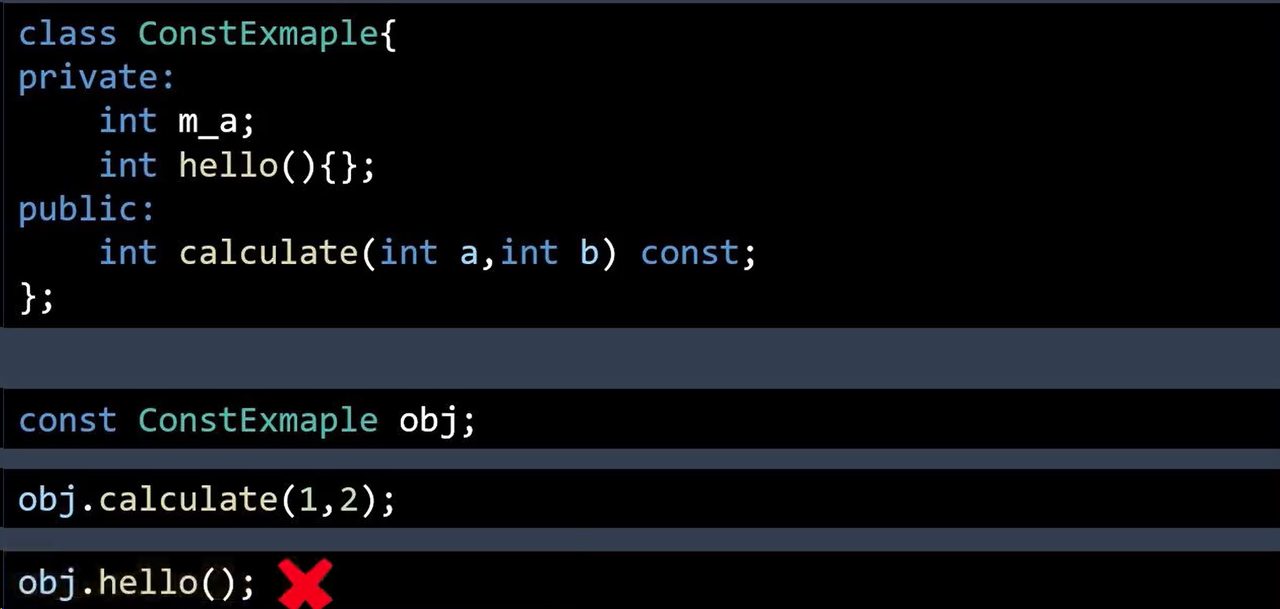 class ConstExmaple{
private:
    int m_a;
    int hello(){};
public:
    int calculate(int a,int b) const;
};
const ConstExmaple obj;
obj.calculate(1,2);
obj.hello();